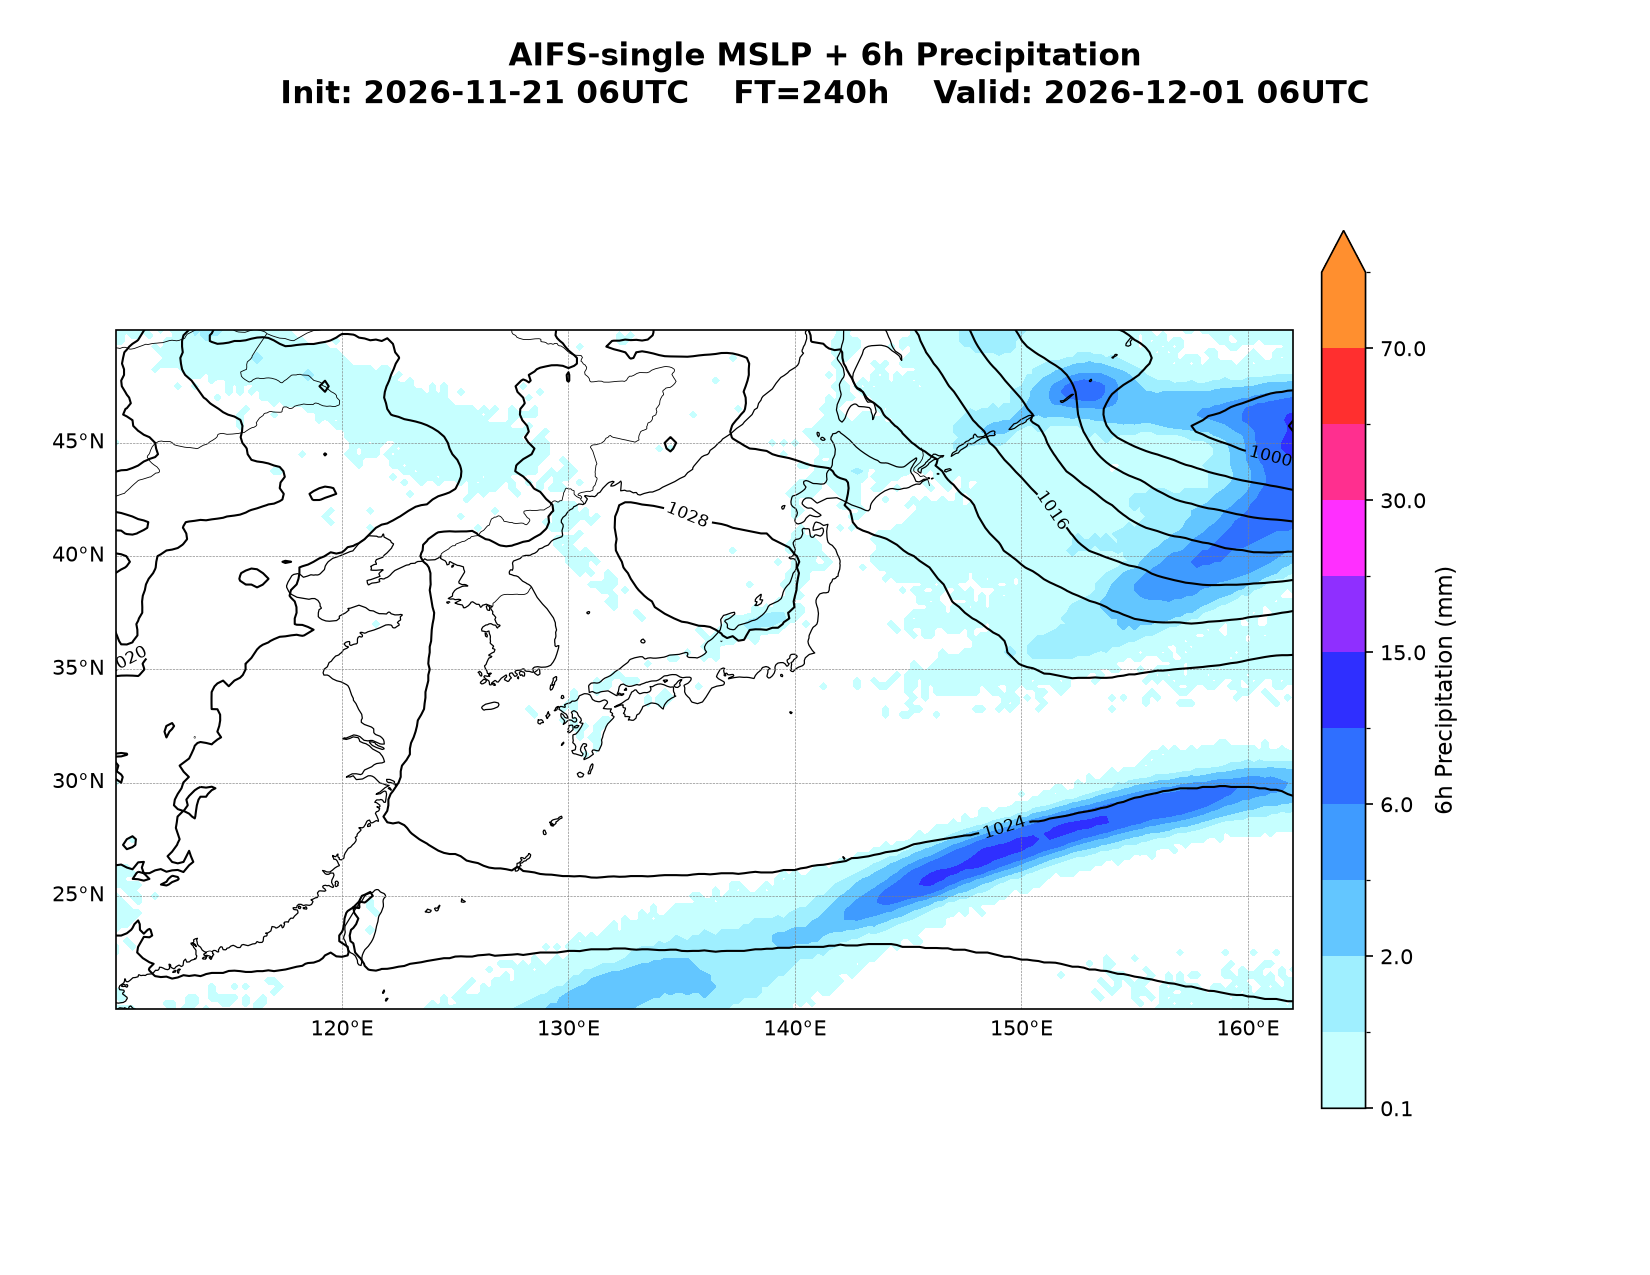 AIFS-single MSLP + 6h Precipitation
Init: 2026-11-21 06UTC    FT=240h    Valid: 2026-12-01 06UTC
70.0
30.0
15.0
6.0
2.0
0.1
6h Precipitation (mm)
45°N
40°N
35°N
30°N
25°N
120°E
130°E
140°E
150°E
160°E
1000
1028
1016
020
1024